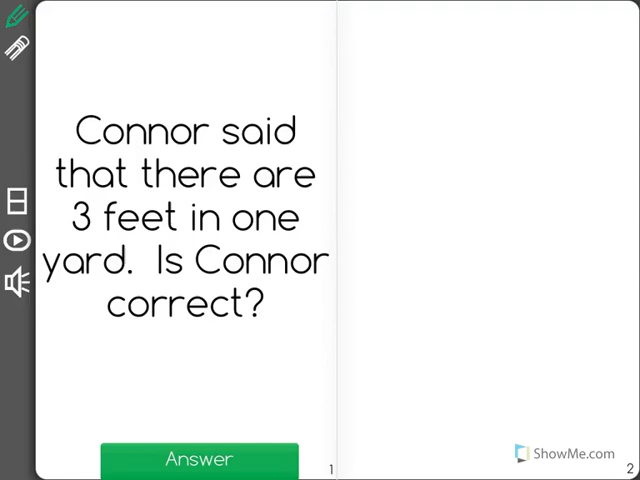 Connor said
that there are
3 feet in one
yard. Is Connor
correct?
Answer
1
ShowMe.com
2